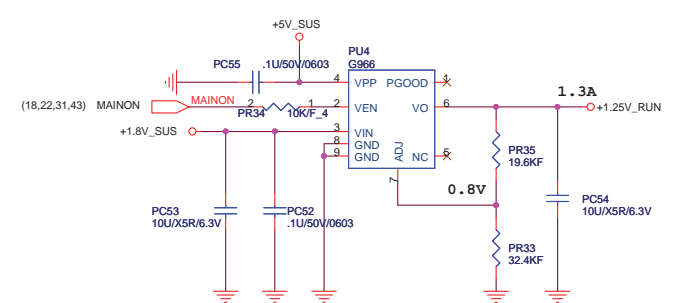 +5V_SUS
PU4
G966
PC55 .1U/50V/0603
4 VPP PGOOD 1
1.3A
(18,22,31,43) MAINON MAINON 2 1 2 VEN VO 6 +1.25V_RUN
PR34 10K/F_4
+1.8V_SUS 3 VIN
8 GND
9 GND ADJ NC 5
7
PR35
19.6KF
0.8V
PC53
10U/X5R/6.3V
PC52
.1U/50V/0603
PC54
10U/X5R/6.3V
PR33
32.4KF